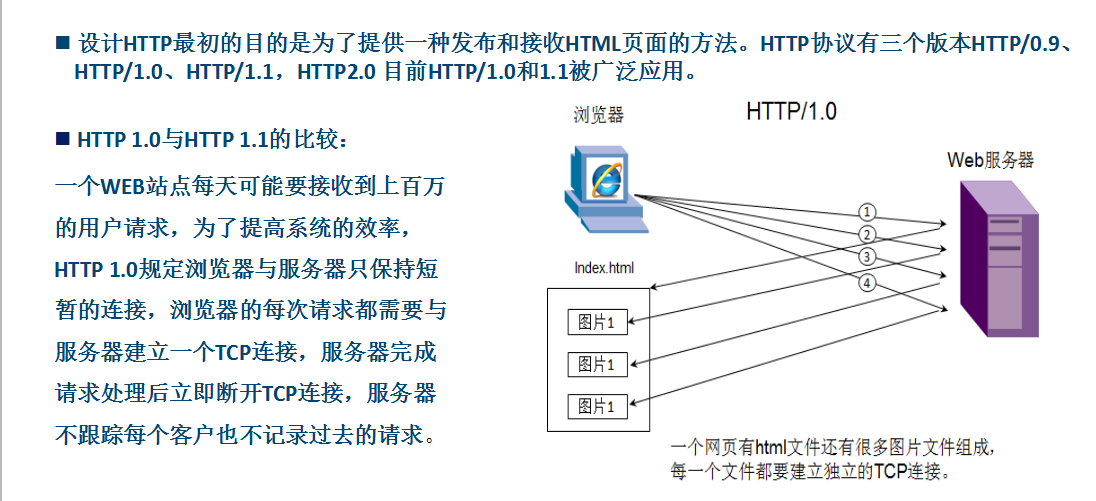 ■ 设计HTTP最初的目的是为了提供一种发布和接收HTML页面的方法。HTTP协议有三个版本HTTP/0.9、
HTTP/1.0、HTTP/1.1，HTTP2.0 目前HTTP/1.0和1.1被广泛应用。
■ HTTP 1.0与HTTP 1.1的比较：
一个WEB站点每天可能要接收到上百万
的用户请求，为了提高系统的效率，
HTTP 1.0规定浏览器与服务器只保持短
暂的连接，浏览器的每次请求都需要与
服务器建立一个TCP连接，服务器完成
请求处理后立即断开TCP连接，服务器
不跟踪每个客户也不记录过去的请求。
HTTP/1.0
浏览器
Web服务器
①
②
③
④
Index.html
图片1
图片1
图片1
一个网页有html文件还有很多图片文件组成，
每一个文件都要建立独立的TCP连接。